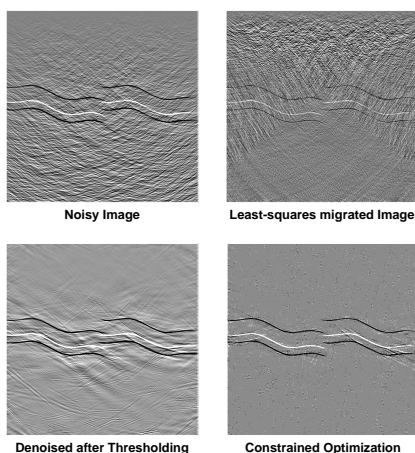 Noisy Image
Least-squares migrated Image
Denoised after Thresholding
Constrained Optimization